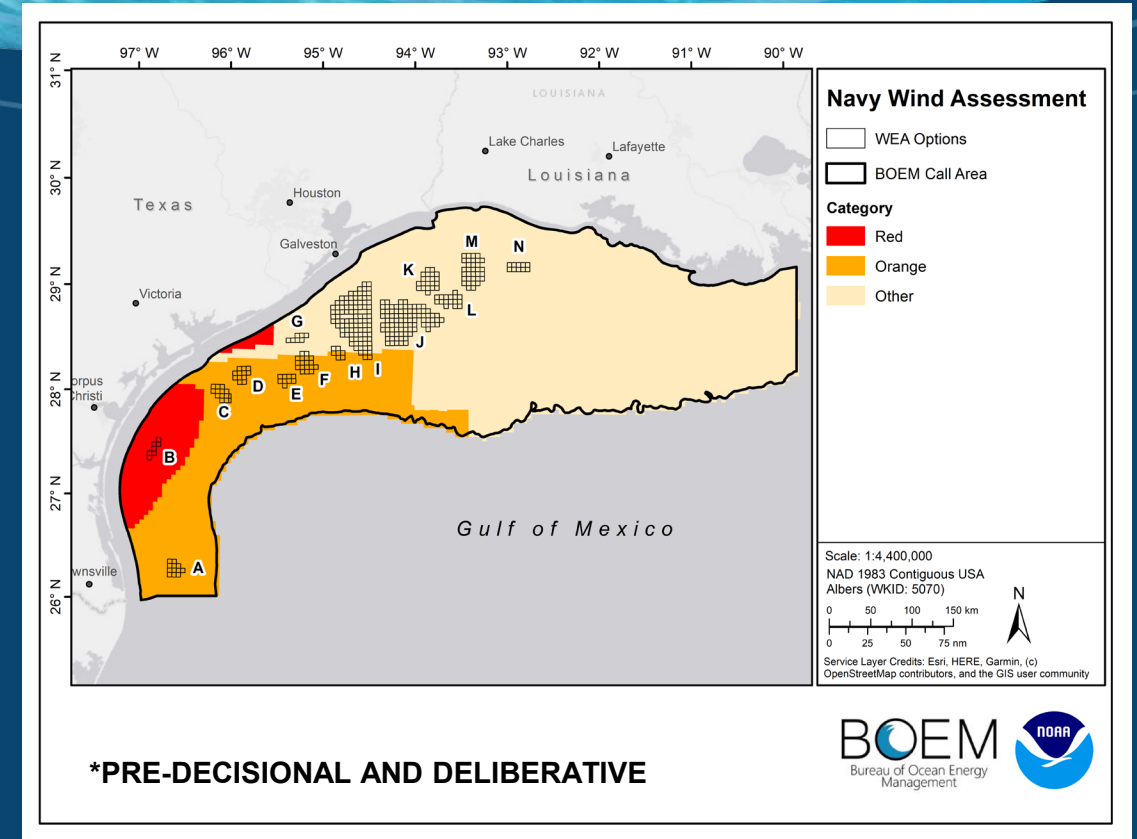 97° W 96° W 95° W 94° W 93° W 92° W 91° W 90° W
31° N
30° N
29° N
28° N
27° N
26° N
LOUISIANA
Lake Charles
Lafayette
Louisiana
Houston
Texas
Galveston
Victoria
orpus
Christi
wnsville
M
N
K
L
G
J
I
H
F
E
D
C
B
A
Gulf of Mexico
Navy Wind Assessment
WEA Options
BOEM Call Area
Category
Red
Orange
Other
Scale: 1:4,400,000
NAD 1983 Contiguous USA
Albers (WKID: 5070)
N
0 50 100 150 km
0 25 50 75 nm
Service Layer Credits: Esri, HERE, Garmin, (c)
OpenStreetMap contributors, and the GIS user community
*PRE-DECISIONAL AND DELIBERATIVE
BOEM
Bureau of Ocean Energy
Management
NOAA